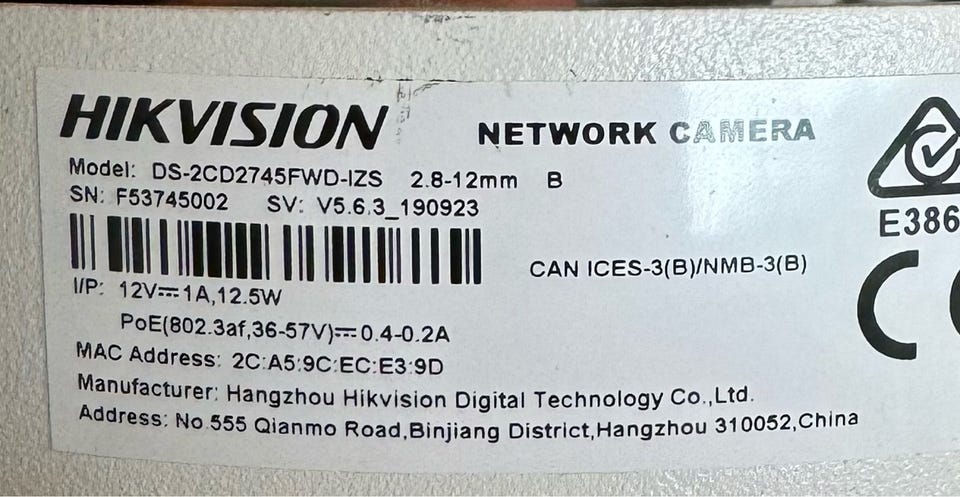 HIKVISION
NETWORK CAMERA
Model: DS-2CD2745FWD-IZS 2.8-12mm B
SN: F53745002 SV: V5.6.3_190923
CAN ICES-3(B)/NMB-3(B)
I/P: 12V⎓1A,12.5W
PoE(802.3af,36-57V)⎓0.4-0.2A
MAC Address: 2C:A5:9C:EC:E3:9D
Manufacturer: Hangzhou Hikvision Digital Technology Co.,Ltd.
Address: No.555 Qianmo Road,Binjiang District,Hangzhou 310052,China
E386
CE